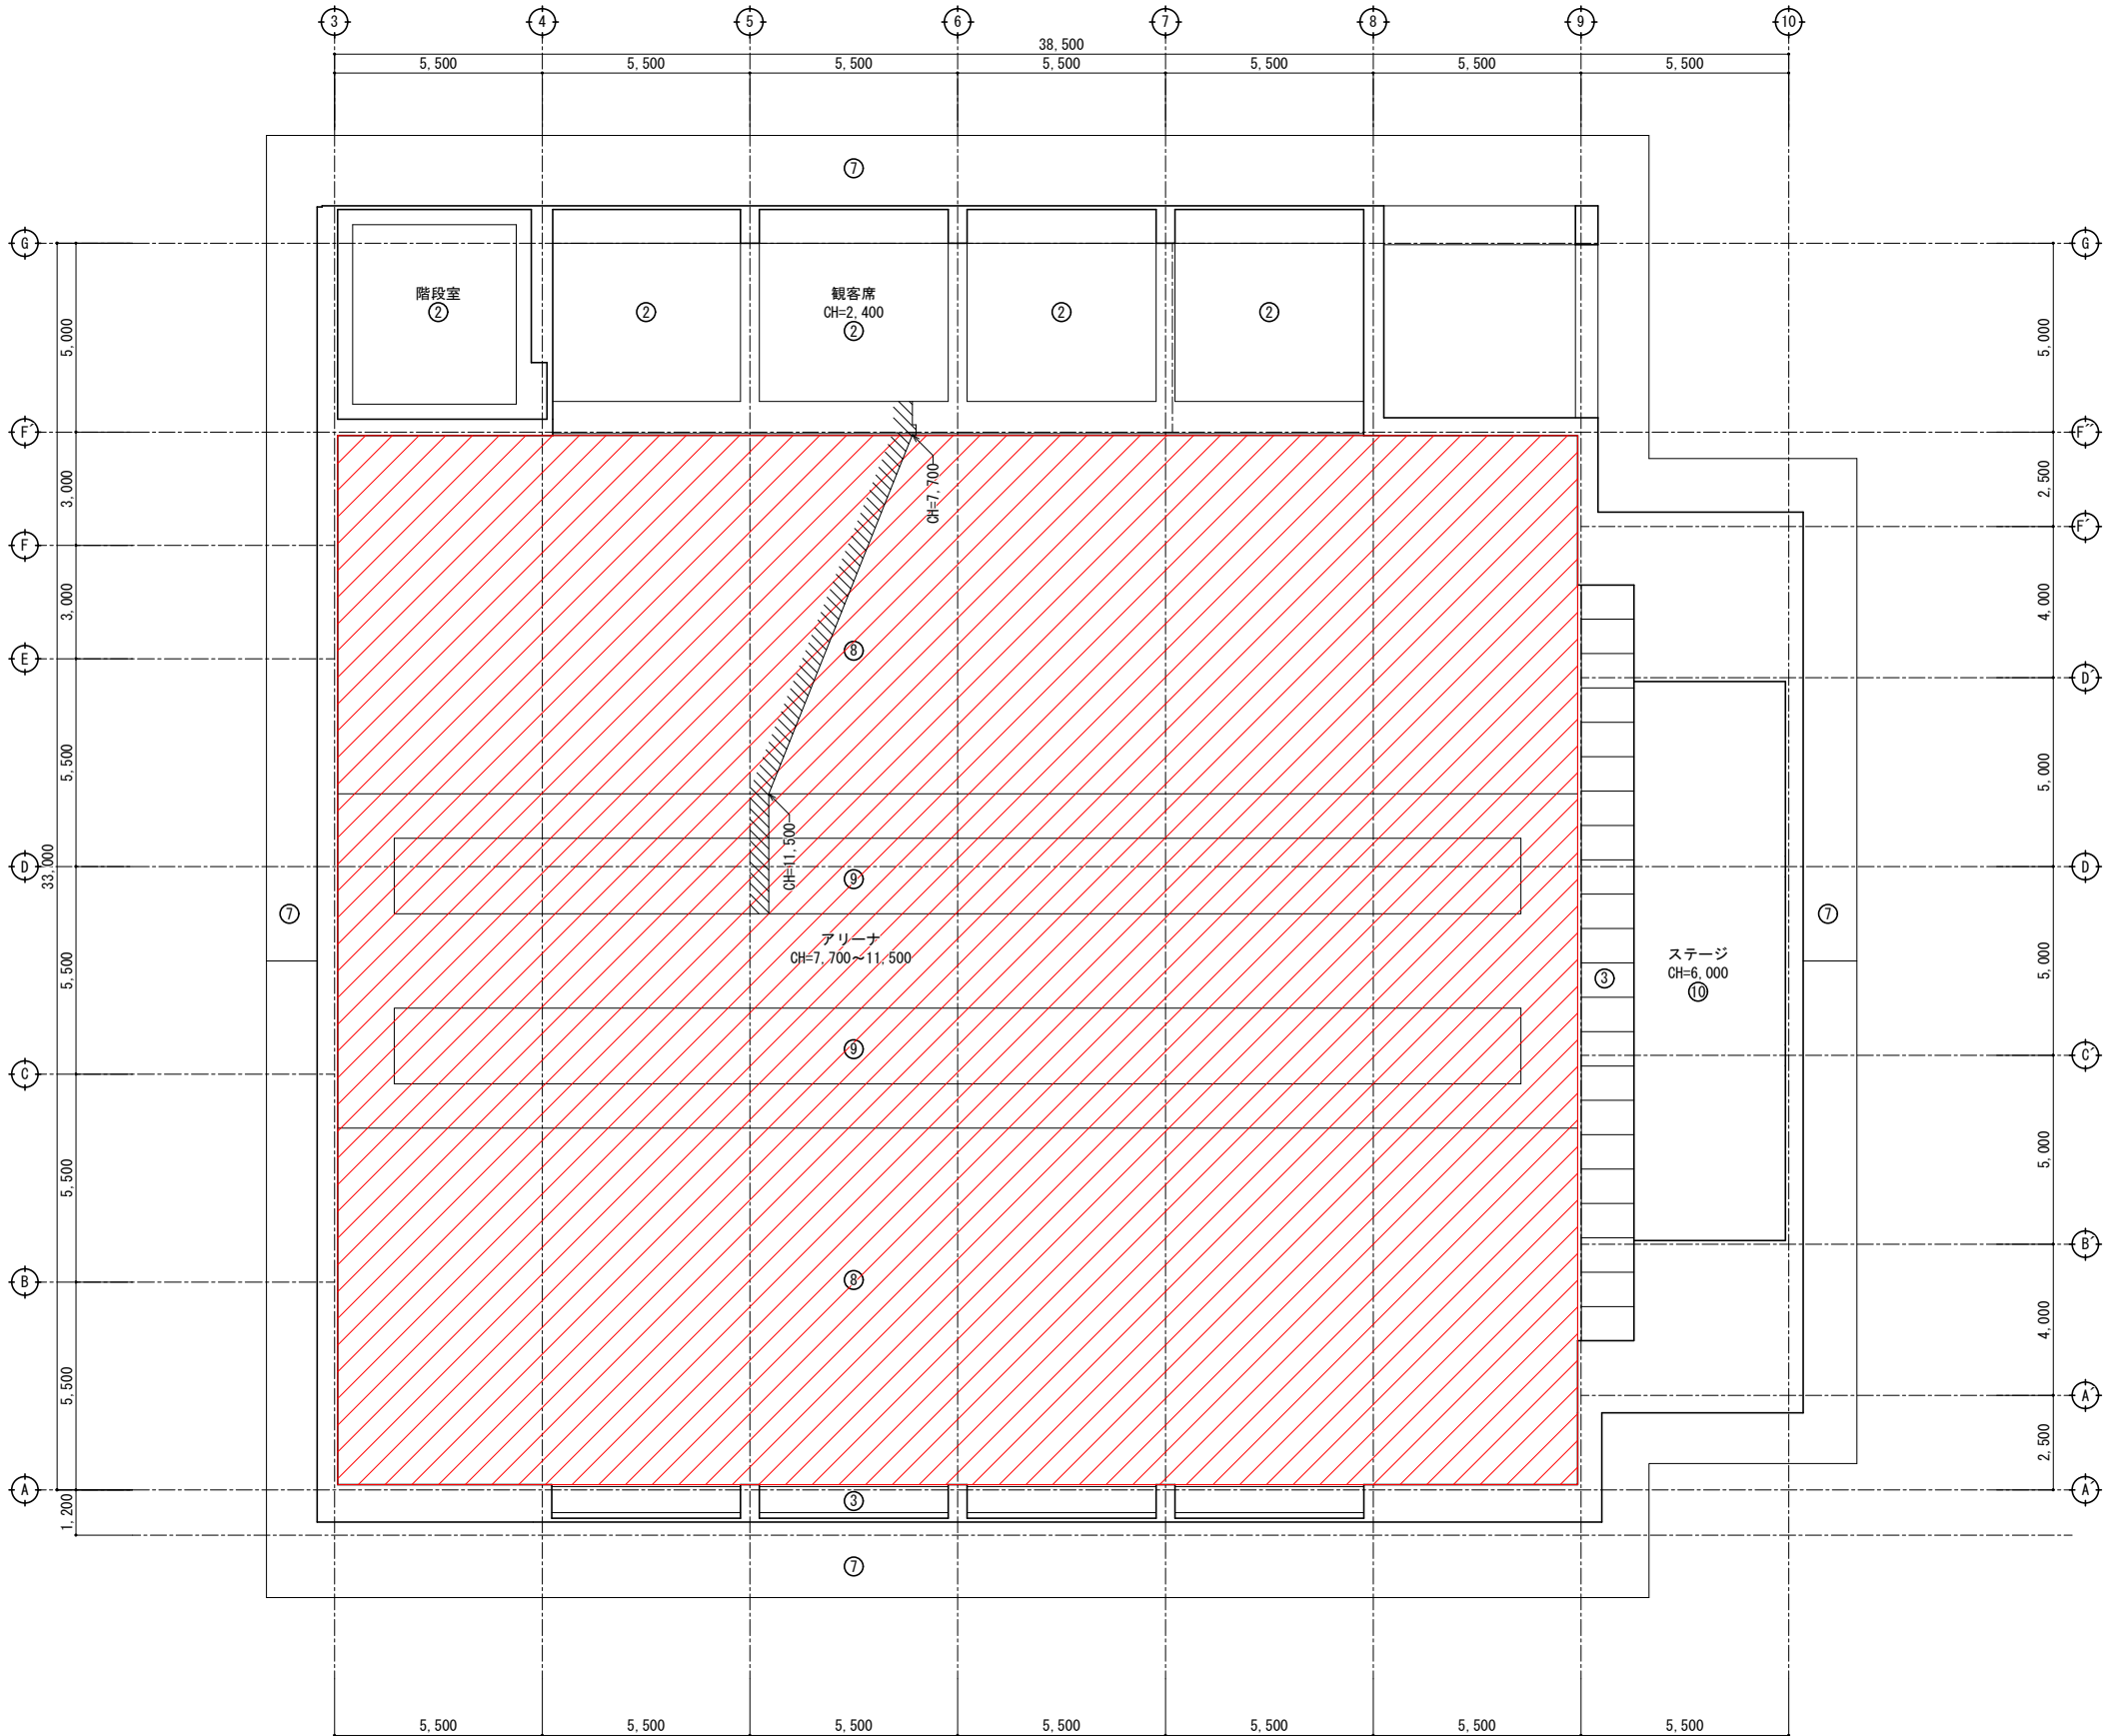 3 4 5 6 7 8 9 10
38,500
5,500 5,500 5,500 5,500 5,500 5,500 5,500
⑦
G G
階段室 観客席
② ② CH=2,400 ② ②
②
5,000 5,000
F´ F´´
CH=7,700
3,000 2,500
F F´
3,000 4,000
⑧
E D´
5,500 5,000
CH=11,500
33,000
D D
⑨
⑦ ⑦
アリーナ
CH=7,700～11,500
ステージ
CH=6,000
③
⑩
5,500 5,000
⑨
C C´
5,500 5,000
B B´
⑧
5,500 4,000
A´
2,500
A A´
1,200
③
⑦
5,500 5,500 5,500 5,500 5,500 5,500 5,500